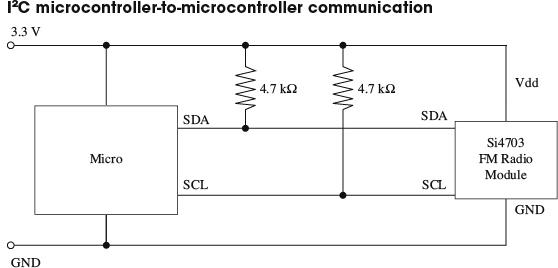 I²C microcontroller-to-microcontroller communication
3.3 V
Vdd
4.7 kΩ
4.7 kΩ
SDA
SDA
Micro
Si4703
FM Radio
Module
SCL
SCL
GND
GND